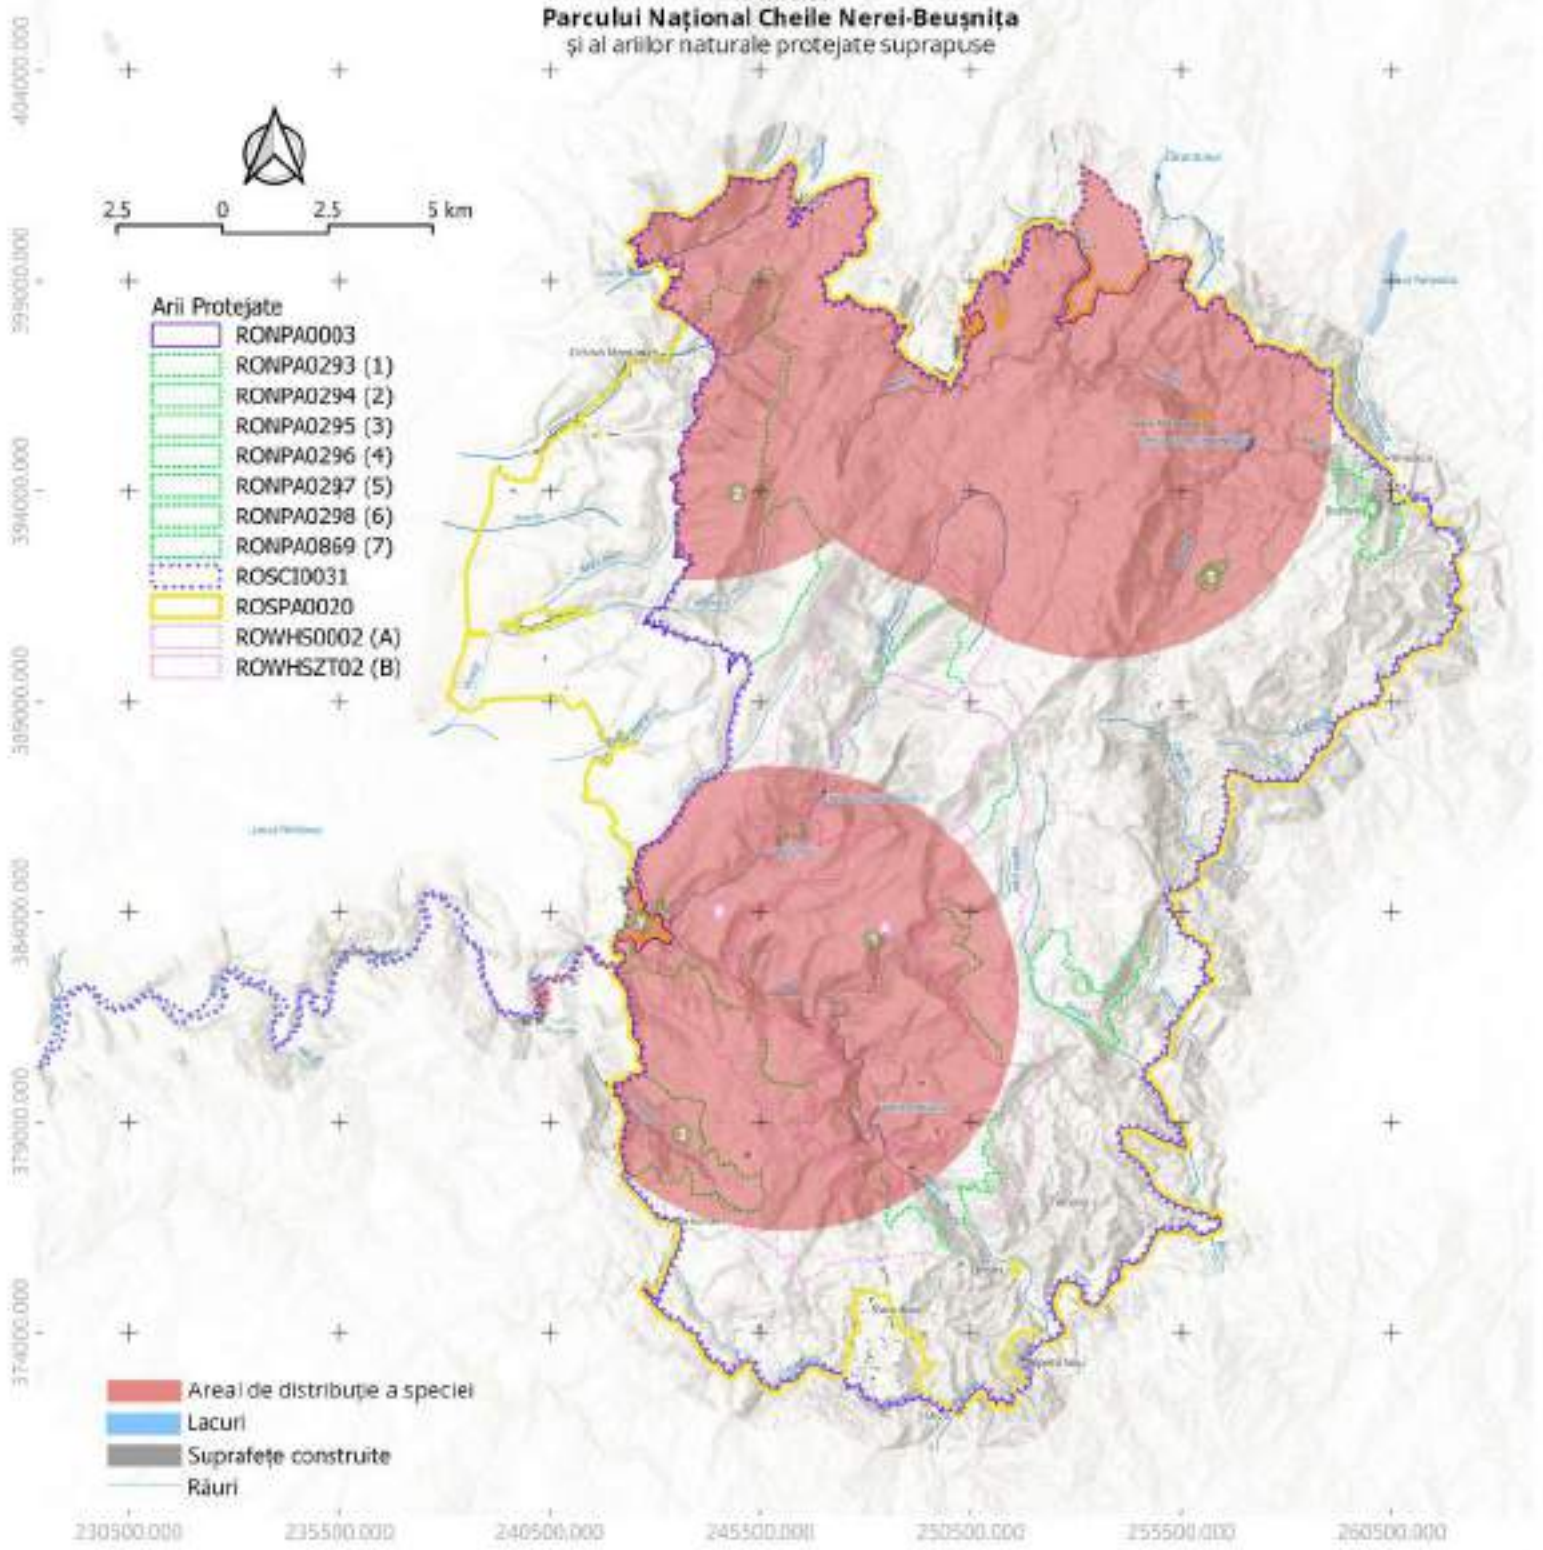 Parcului Național Cheile Nerei-Beușnița
și al ariilor naturale protejate suprapuse
404000.000
399000.000
394000.000
389000.000
384000.000
379000.000
374000.000
2.5 0 2.5 5 km
Arii Protejate
RONPA0003
RONPA0293 (1)
RONPA0294 (2)
RONPA0295 (3)
RONPA0296 (4)
RONPA0297 (5)
RONPA0298 (6)
RONPA0869 (7)
ROSCI0031
ROSPA0020
ROWHS0002 (A)
ROWHSZT02 (B)
2
Areal de distribuție a speciei
Lacuri
Suprafețe construite
Râuri
230500.000 235500.000 240500.000 245500.000 250500.000 255500.000 260500.000